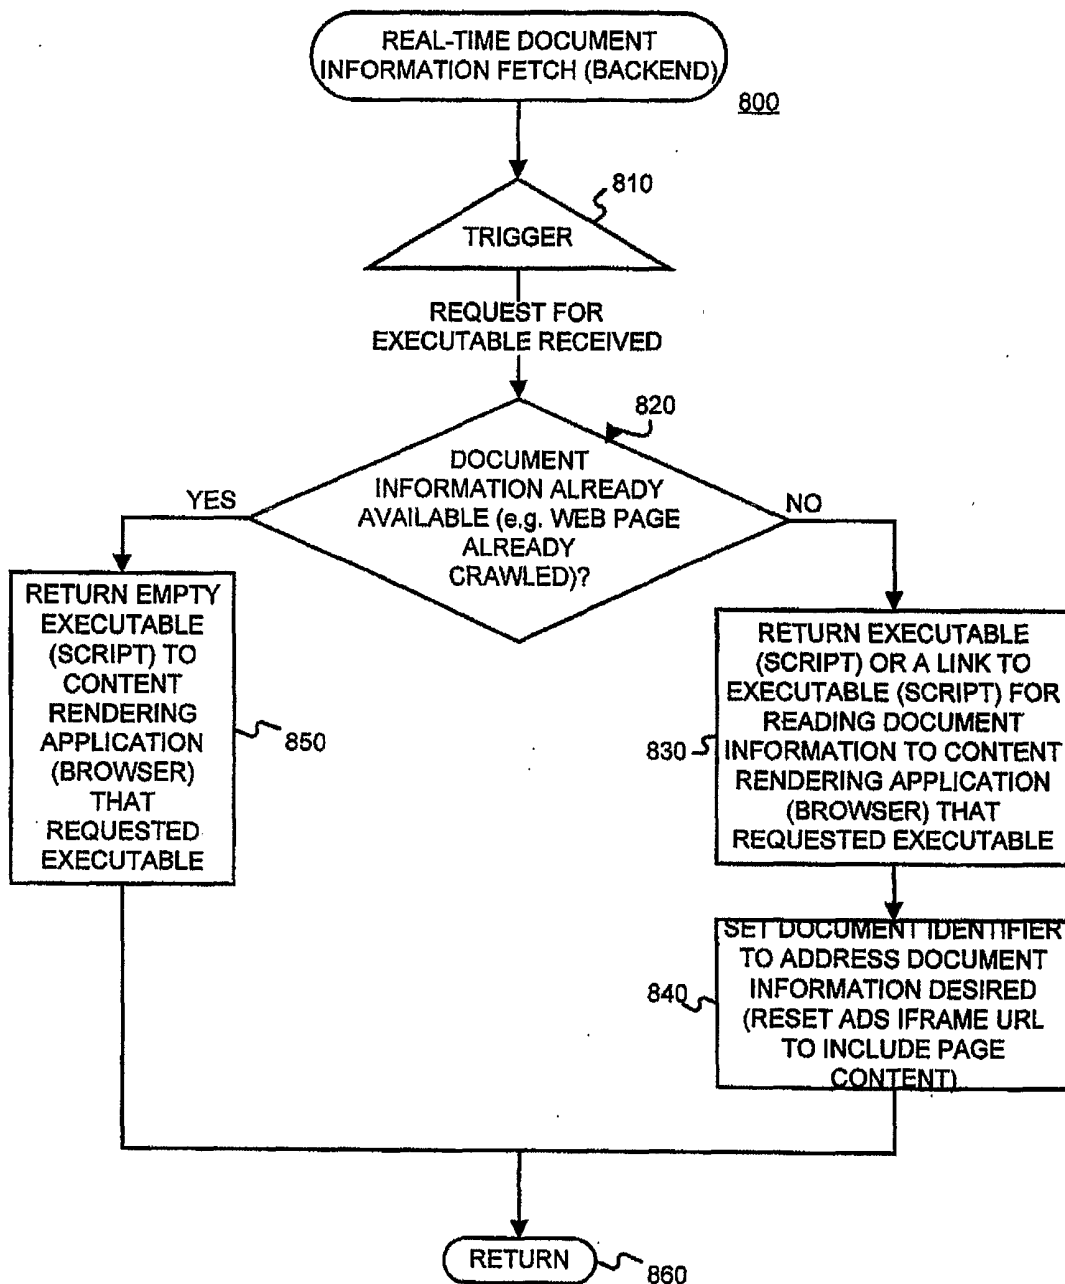 REAL-TIME DOCUMENT
INFORMATION FETCH (BACKEND)
800
810
TRIGGER
REQUEST FOR
EXECUTABLE RECEIVED
820
DOCUMENT
INFORMATION ALREADY
AVAILABLE (e.g. WEB PAGE
ALREADY
CRAWLED)?
YES
NO
RETURN EMPTY
EXECUTABLE
(SCRIPT) TO
CONTENT
RENDERING
APPLICATION
(BROWSER)
THAT
REQUESTED
EXECUTABLE
850
RETURN EXECUTABLE
(SCRIPT) OR A LINK TO
EXECUTABLE (SCRIPT) FOR
READING DOCUMENT
INFORMATION TO CONTENT
RENDERING APPLICATION
(BROWSER) THAT
REQUESTED EXECUTABLE
830
SET DOCUMENT IDENTIFIER
TO ADDRESS DOCUMENT
INFORMATION DESIRED
(RESET ADS IFRAME URL
TO INCLUDE PAGE
CONTENT)
840
RETURN
860